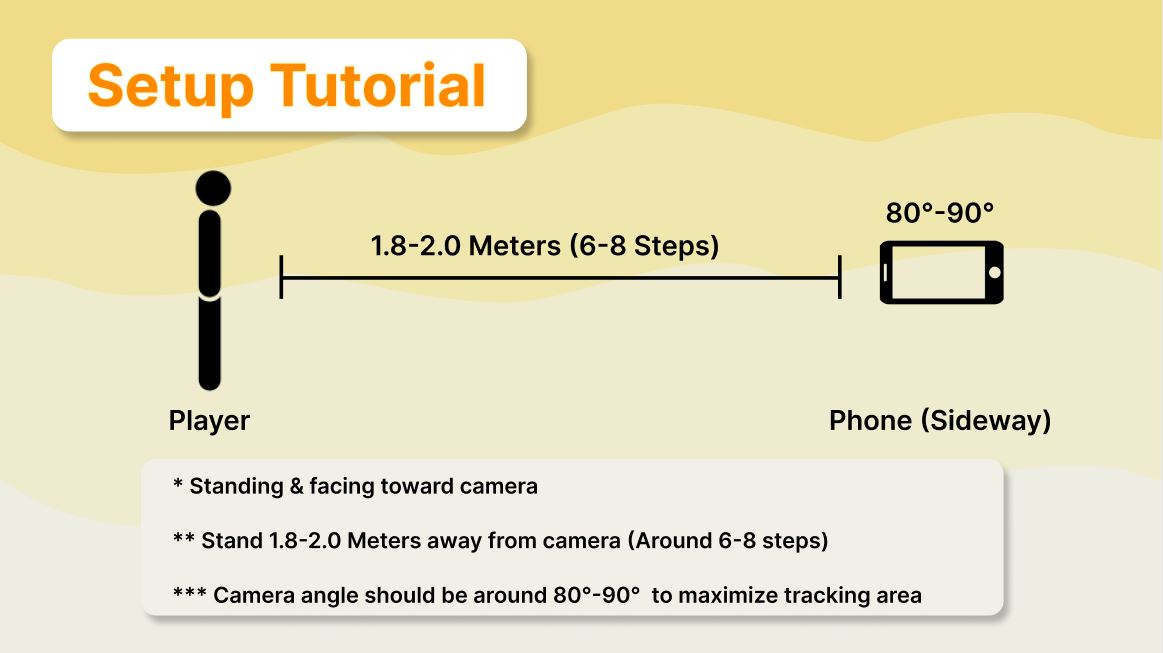 Setup Tutorial
80°-90°
1.8-2.0 Meters (6-8 Steps)
Player
Phone (Sideway)
* Standing & facing toward camera
** Stand 1.8-2.0 Meters away from camera (Around 6-8 steps)
*** Camera angle should be around 80°-90°  to maximize tracking area